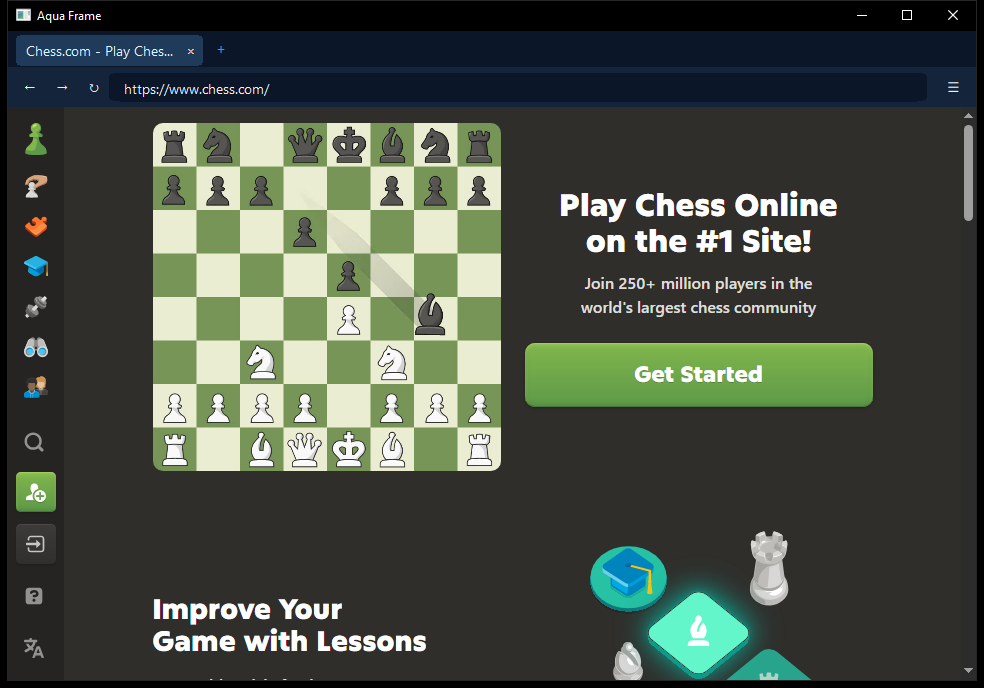 Aqua Frame
Chess.com - Play Ches...
https://www.chess.com/
Play Chess Online
on the #1 Site!
Join 250+ million players in the
world's largest chess community
Get Started
Improve Your
Game with Lessons